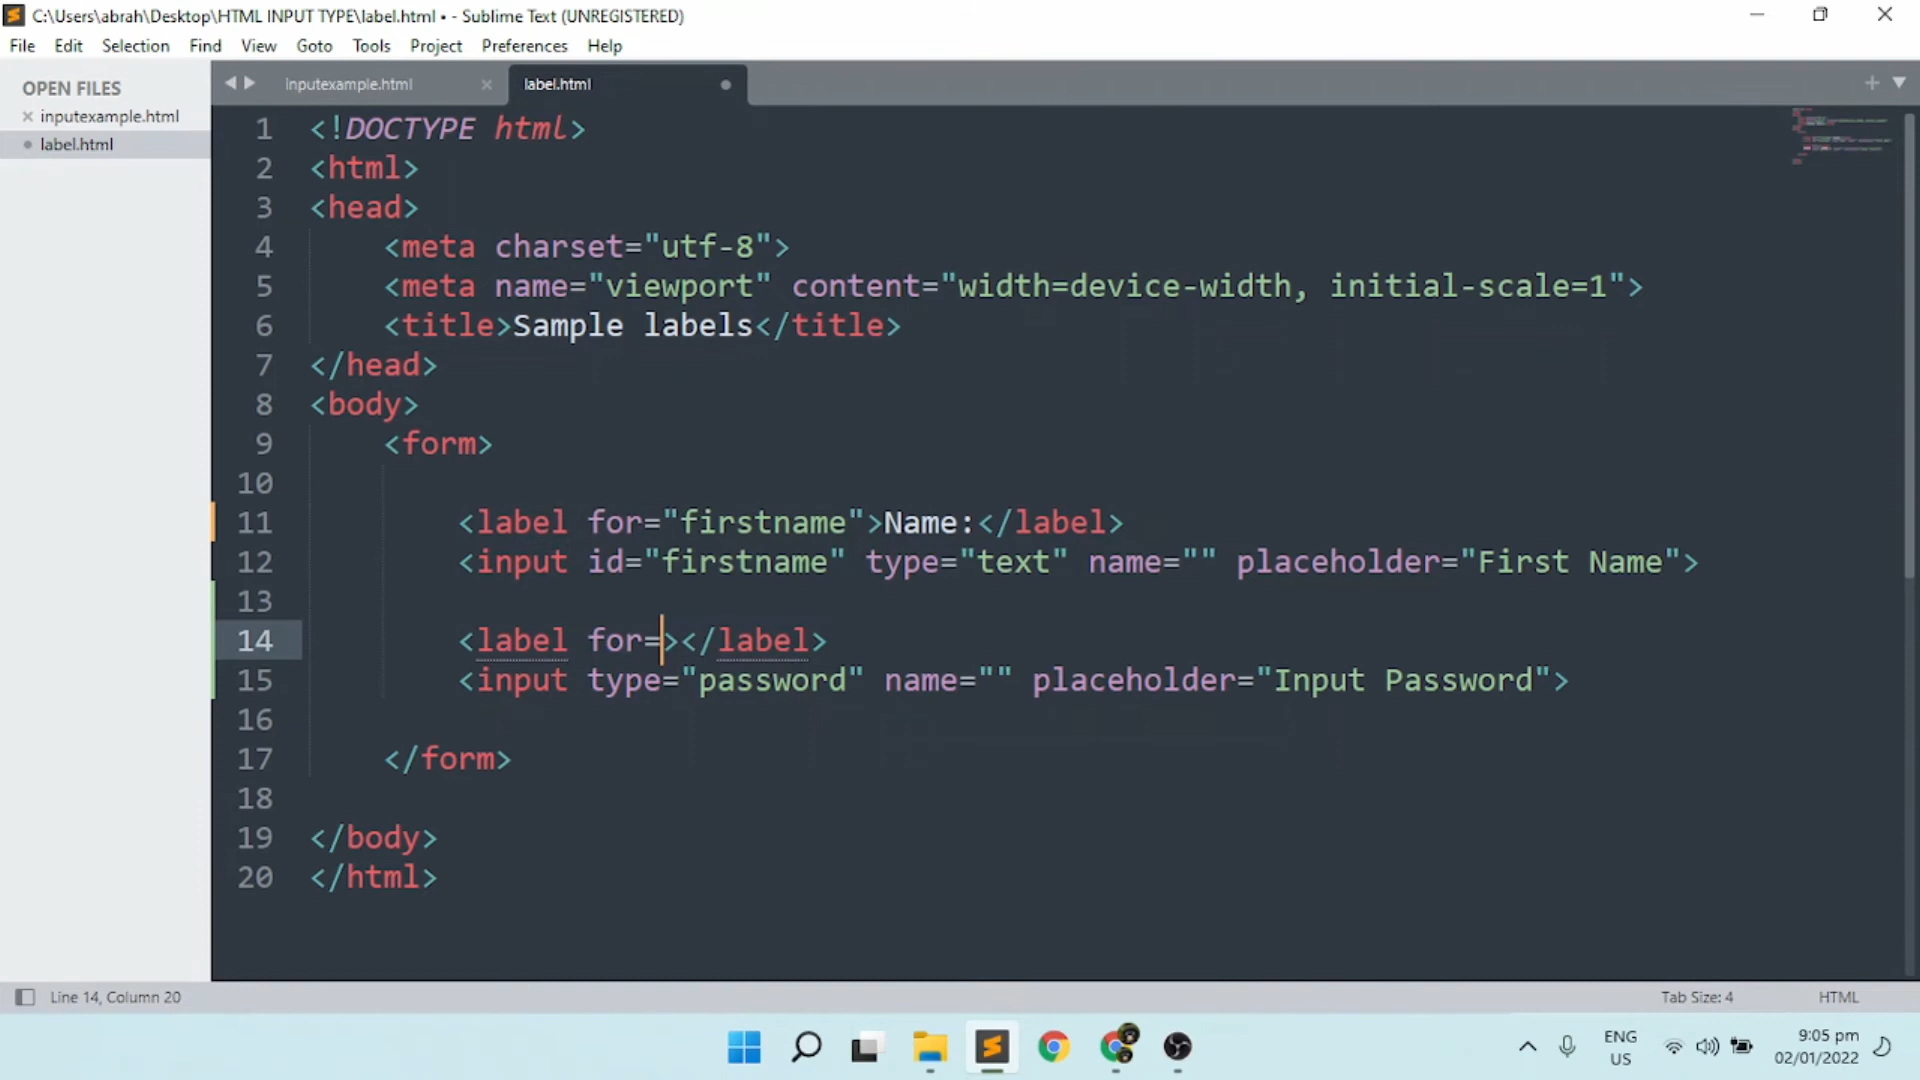 C:\Users\abrah\Desktop\HTML INPUT TYPE\label.html • - Sublime Text (UNREGISTERED)
File Edit Selection Find View Goto Tools Project Preferences Help
OPEN FILES
inputexample.html
label.html
inputexample.html
label.html
1 <!DOCTYPE html>
2 <html>
3 <head>
4 <meta charset="utf-8">
5 <meta name="viewport" content="width=device-width, initial-scale=1">
6 <title>Sample labels</title>
7 </head>
8 <body>
9 <form>
10
11 <label for="firstname">Name:</label>
12 <input id="firstname" type="text" name="" placeholder="First Name">
13
14 <label for=></label>
15 <input type="password" name="" placeholder="Input Password">
16
17 </form>
18
19 </body>
20 </html>
Line 14, Column 20
Tab Size: 4
HTML
ENG
US
9:05 pm
02/01/2022